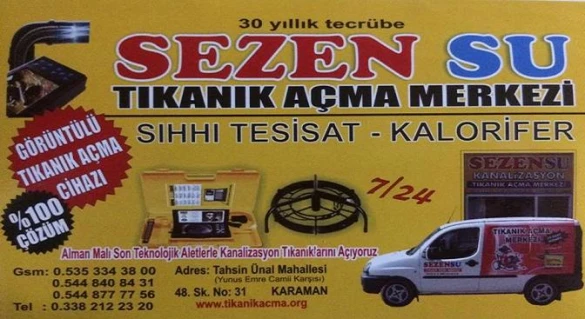 30 yıllık tecrübe
SEZEN SU
TIKANIK AÇMA MERKEZİ
SIHHI TESİSAT - KALORİFER
GÖRÜNTÜLÜ
TIKANIK AÇMA
CİHAZI
%100
ÇÖZÜM
7/24
SEZENSU
KANALİZASYON
TIKANIK AÇMA MERKEZİ
TIKANIK AÇMA
MERKEZİ
SEZENSU
Alman Malı Son Teknolojik Aletlerle Kanalizasyon Tıkanık'larını Açıyoruz
Gsm: 0.535 334 38 00
0.544 840 84 31
0.544 877 77 56
Tel : 0.338 212 23 20
Adres: Tahsin Ünal Mahallesi
(Yunus Emre Camii Karşısı)
48. Sk. No: 31 KARAMAN
www.tikanikacma.org